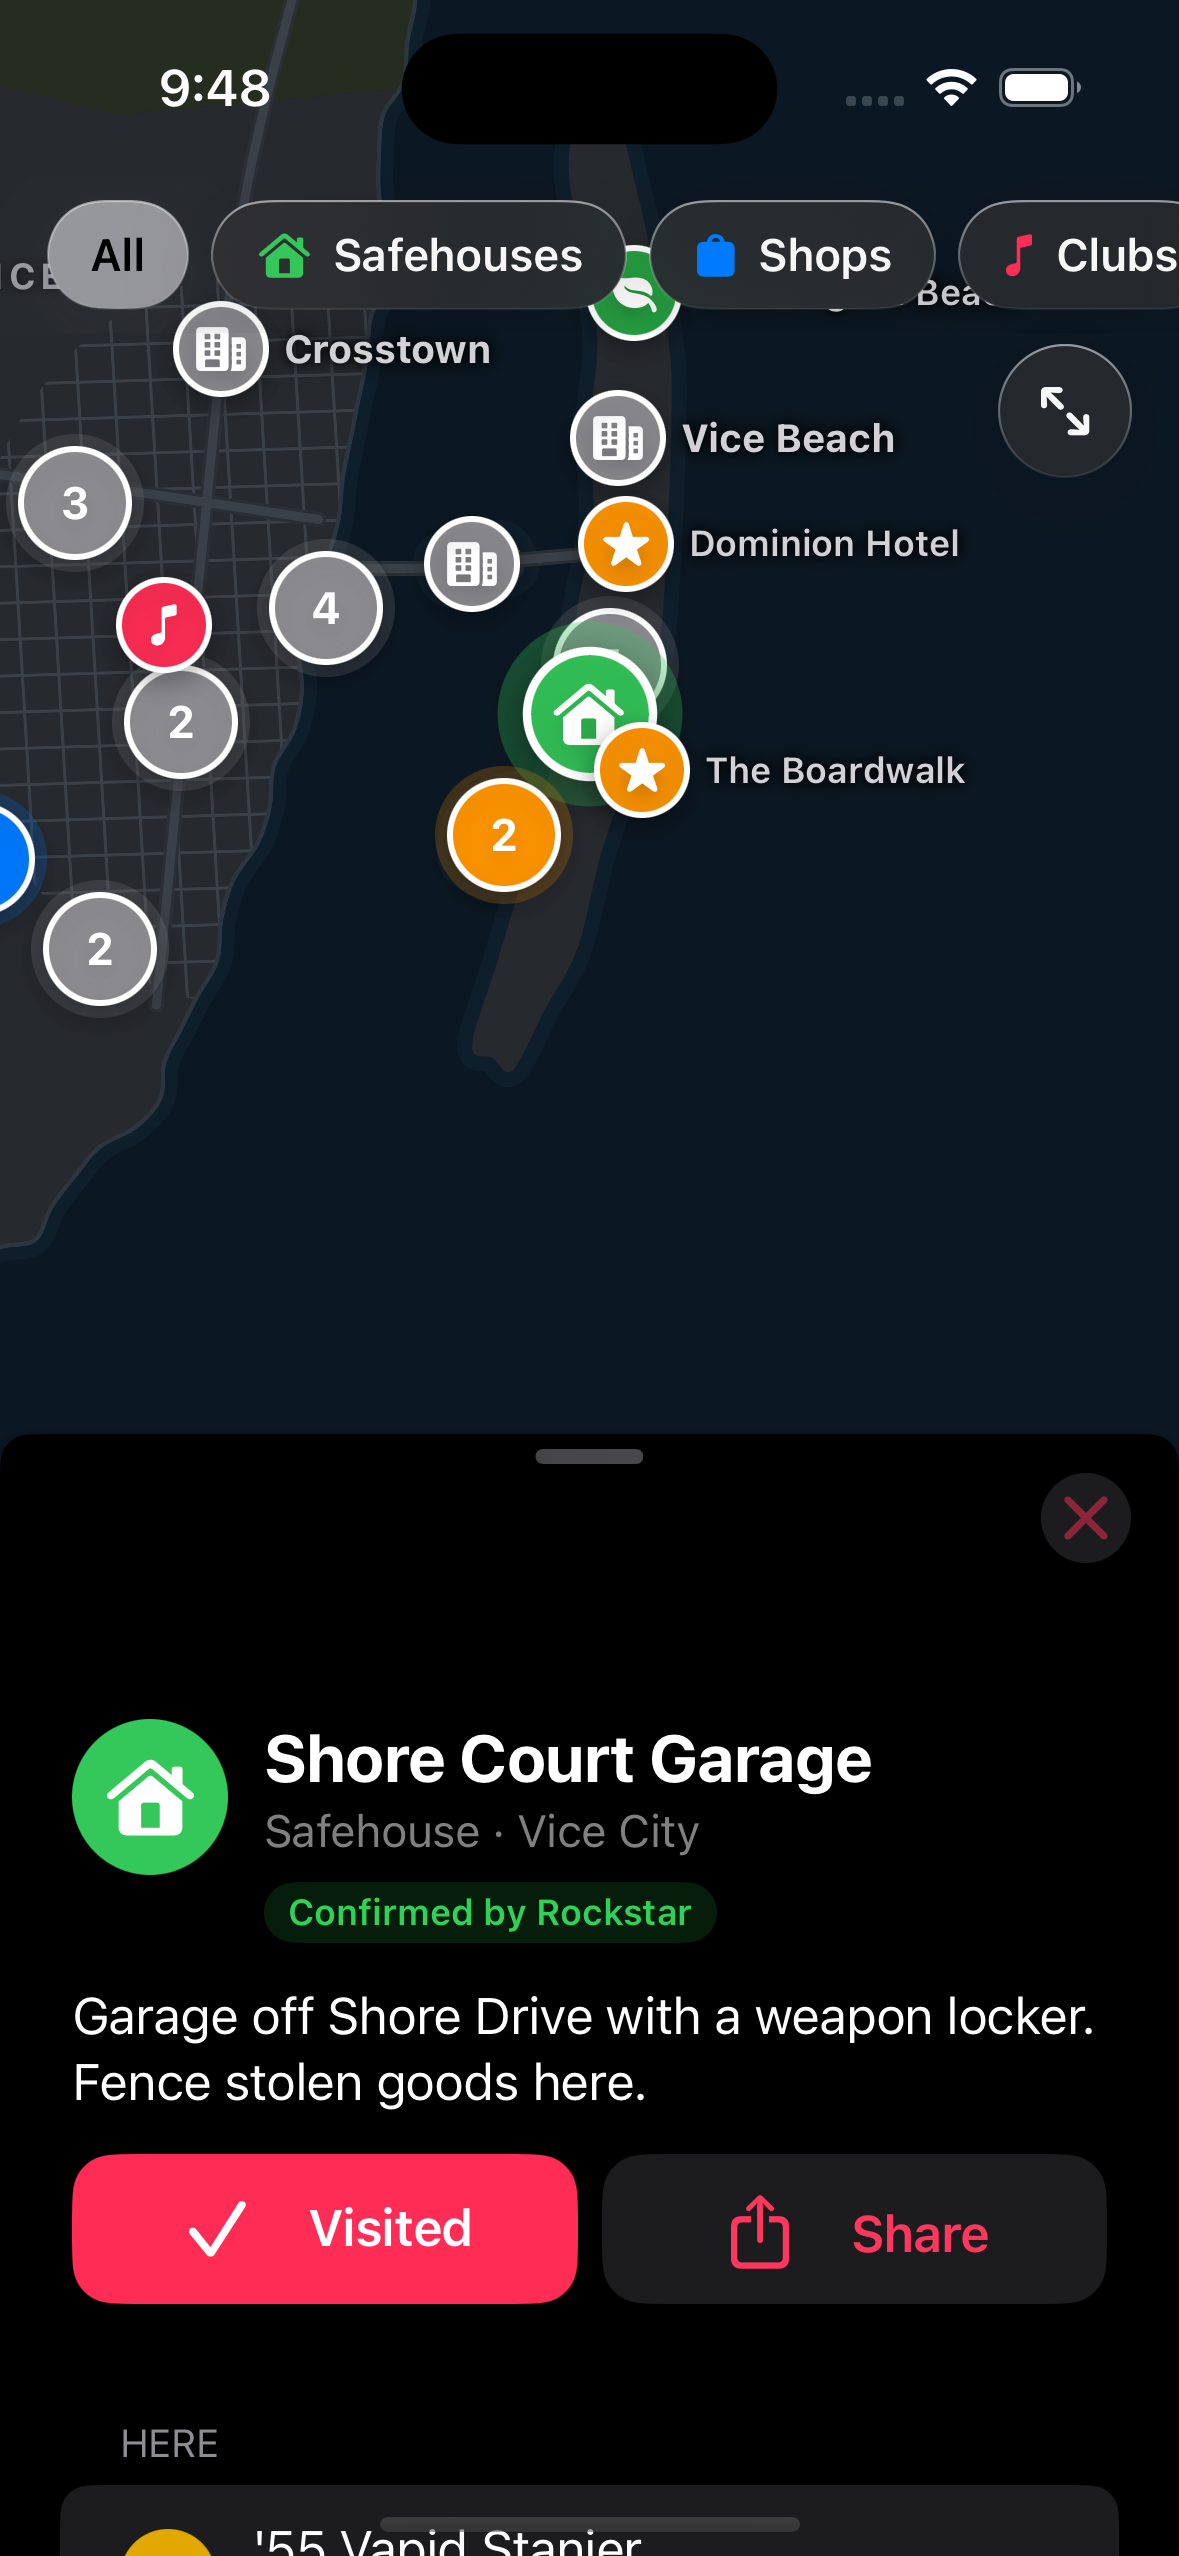 9:48
All
Safehouses
Shops
Clubs
Crosstown
Vice Beach
3
Dominion Hotel
4
2
The Boardwalk
2
2
Shore Court Garage
Safehouse · Vice City
Confirmed by Rockstar
Garage off Shore Drive with a weapon locker.
Fence stolen goods here.
Visited
Share
HERE
'55 Vapid Stanier